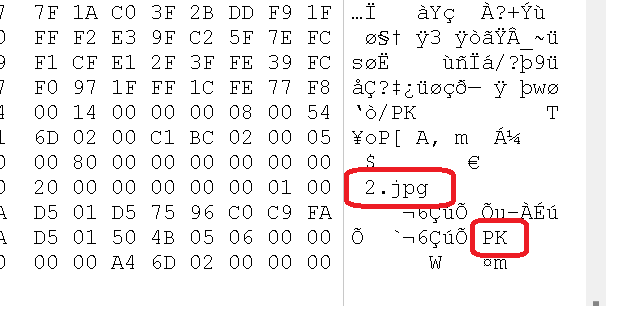 7 7F 1A C0 3F 2B DD F9 1F …Ï àYç À?+Ýù
0 FF F2 E3 9F C2 5F 7E FC ø§† ÿ3 ÿòãŸÂ_~ü
9 F1 CF E1 2F 3F FE 39 FC søË ùñÏá/?þ9ü
7 F0 97 1F FF 1C FE 77 F8 åÇ?‡¿üøçð— ÿ þwø
4 00 14 00 00 00 08 00 54 ‘ò/PK T
1 6D 02 00 C1 BC 02 00 05 ¥oP[ A, m Á¼
0 00 80 00 00 00 00 00 00 $ €
0 20 00 00 00 00 00 01 00 2.jpg
A D5 01 D5 75 96 C0 C9 FA ¬6ÇúÕ Õu–ÀÉú
A D5 01 50 4B 05 06 00 00 Õ `¬6ÇúÕ PK
0 00 00 A4 6D 02 00 00 00 W ¤m